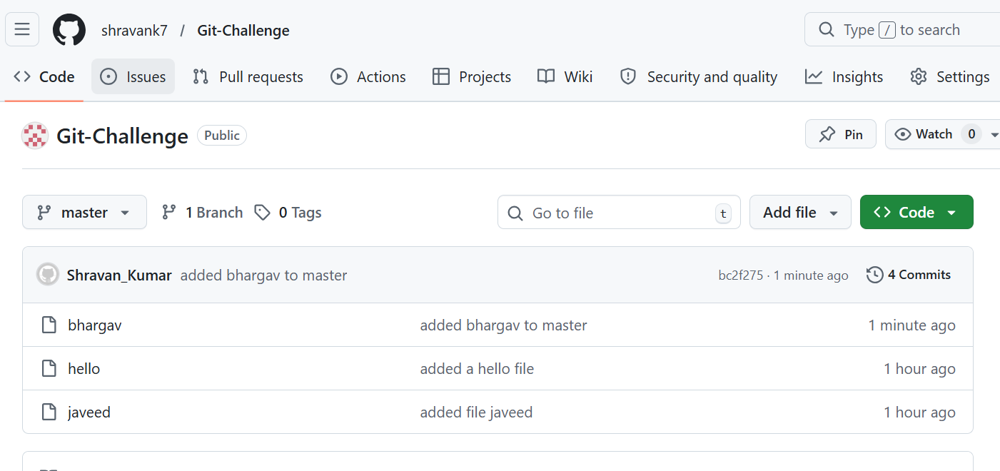 shravank7 / Git-Challenge
Type / to search
Code Issues Pull requests Actions Projects Wiki Security and quality Insights Settings
Git-Challenge Public
Pin Watch 0
master 1 Branch 0 Tags
Go to file t Add file Code
Shravan_Kumar added bhargav to master bc2f275 · 1 minute ago 4 Commits
bhargav added bhargav to master 1 minute ago
hello added a hello file 1 hour ago
javeed added file javeed 1 hour ago